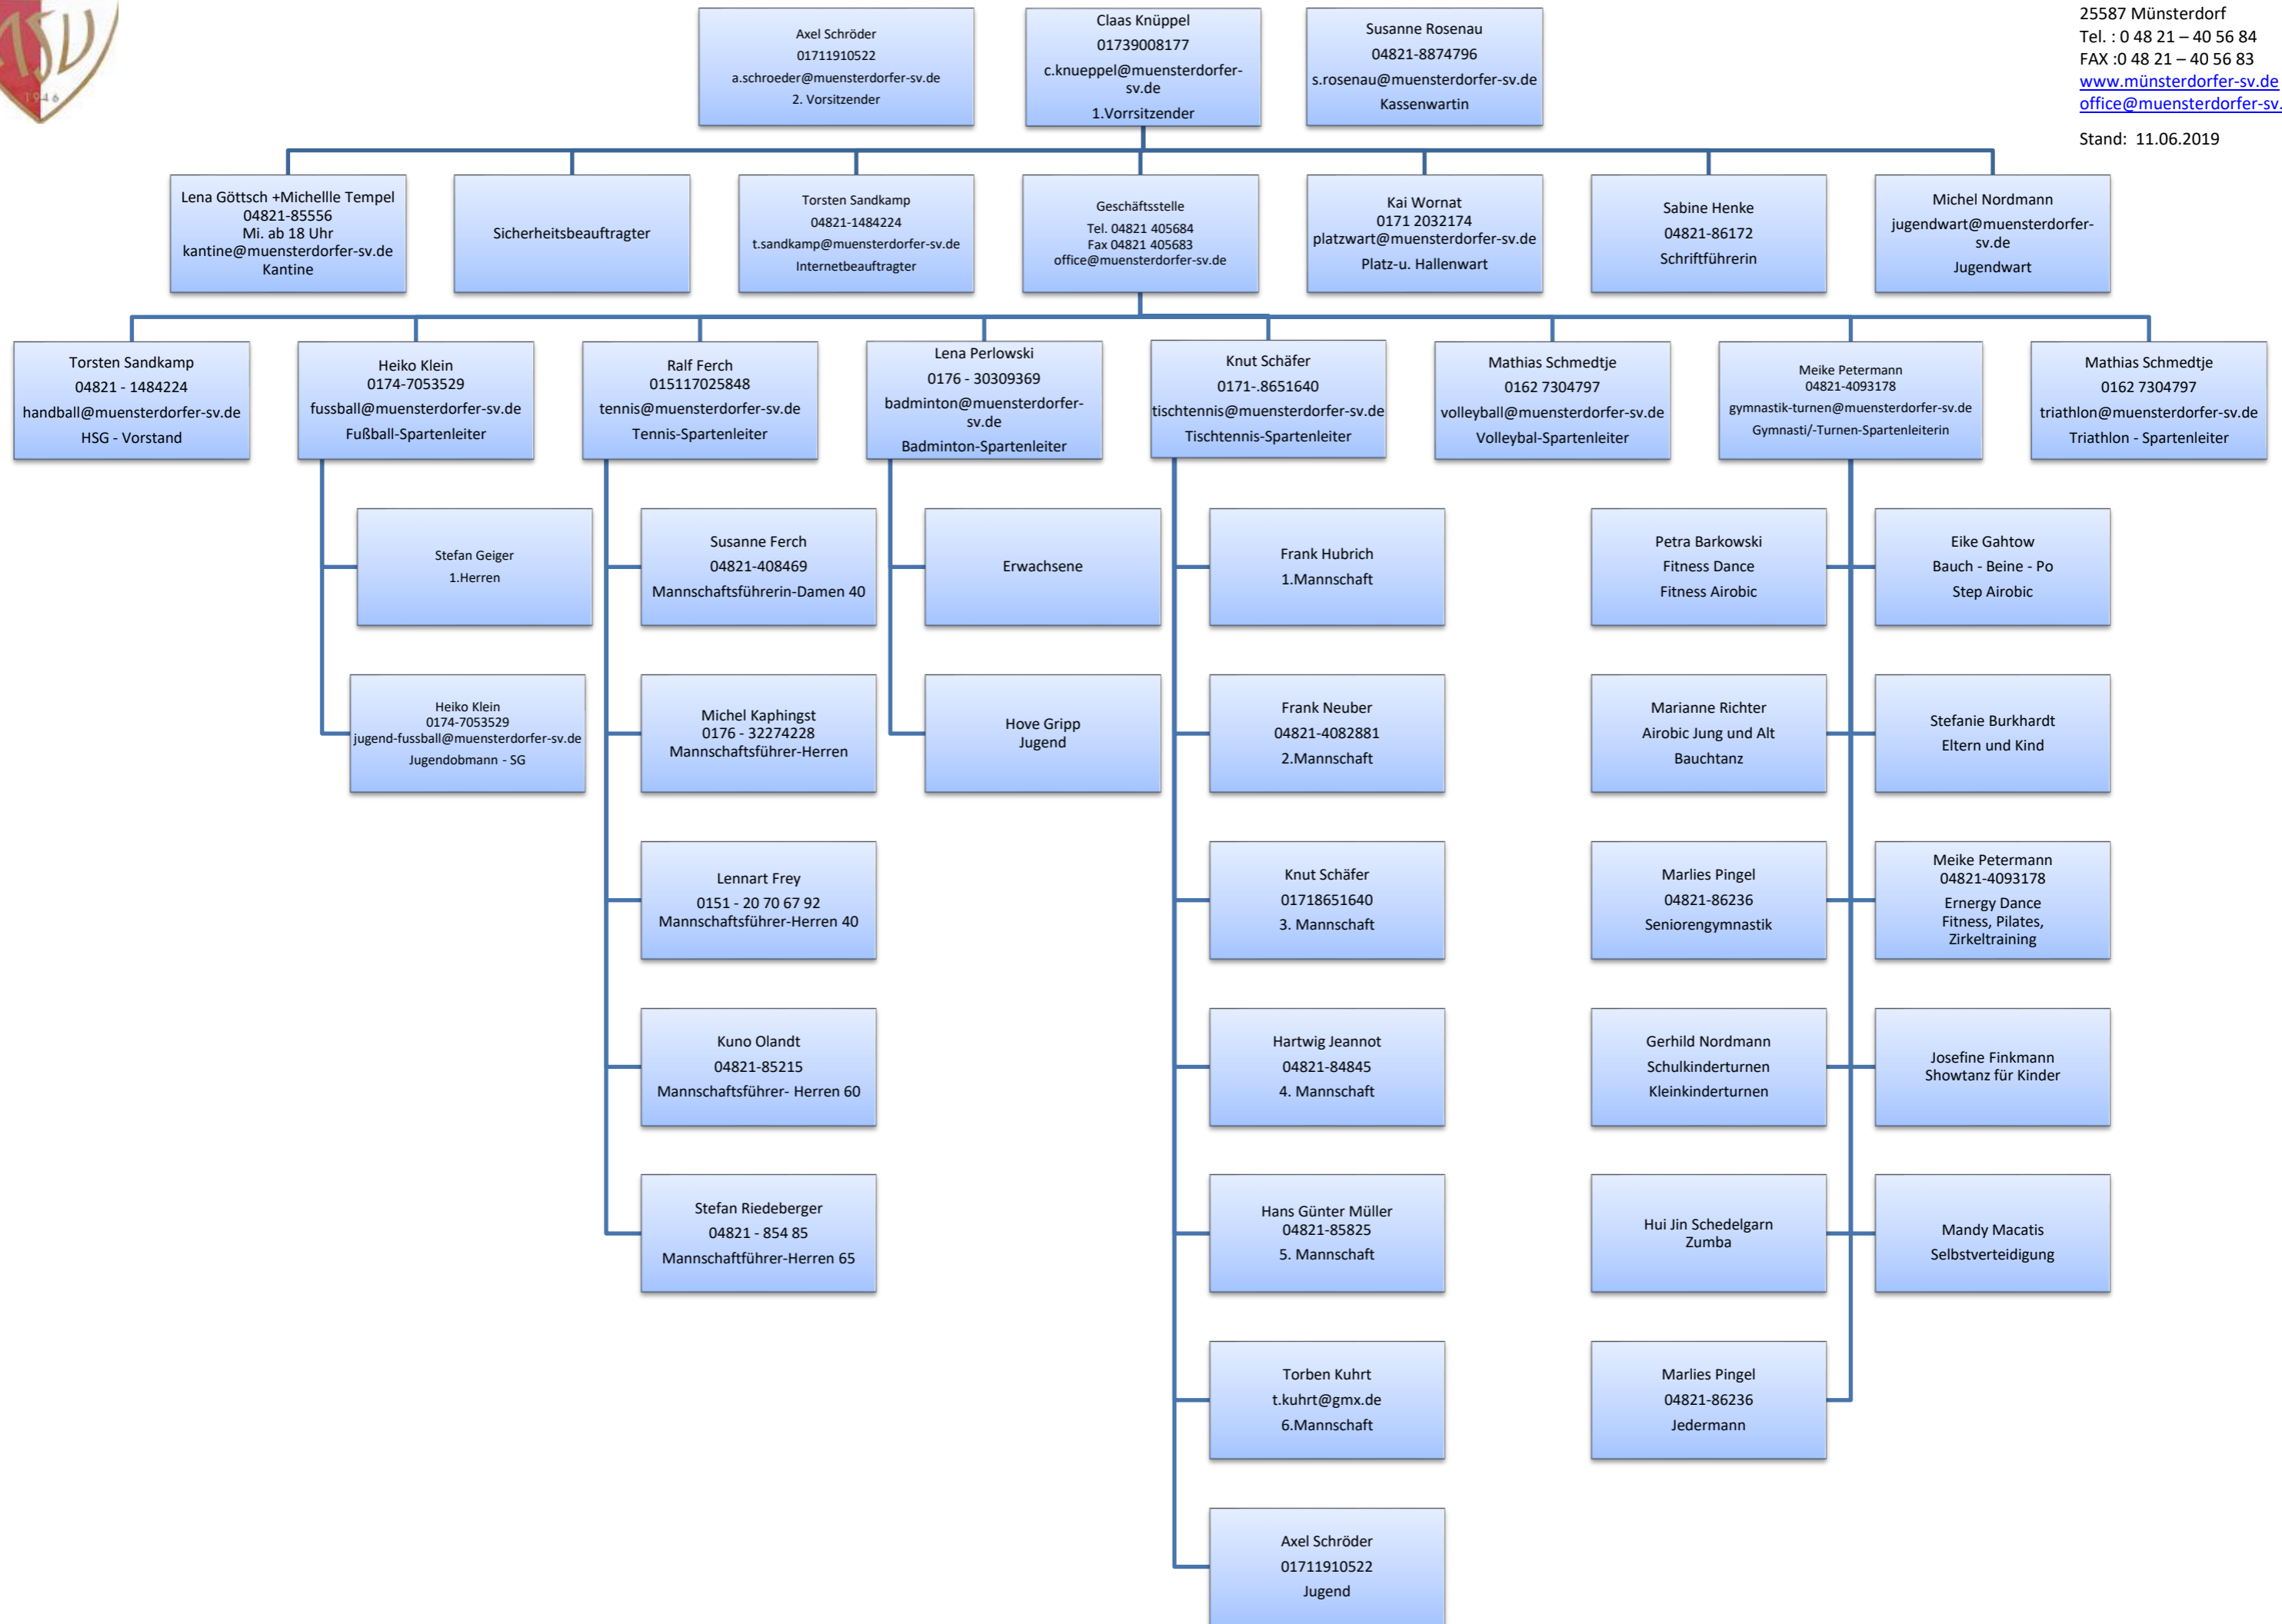 MSV
1946
25587 Münsterdorf
Tel. : 0 48 21 – 40 56 84
FAX :0 48 21 – 40 56 83
www.münsterdorfer-sv.de
office@muensterdorfer-sv.
Stand: 11.06.2019
Axel Schröder
01711910522
a.schroeder@muensterdorfer-sv.de
2. Vorsitzender
Claas Knüppel
01739008177
c.knueppel@muensterdorfer-
sv.de
1.Vorrsitzender
Susanne Rosenau
04821-8874796
s.rosenau@muensterdorfer-sv.de
Kassenwartin
Lena Göttsch +Michellle Tempel
04821-85556
Mi. ab 18 Uhr
kantine@muensterdorfer-sv.de
Kantine
Sicherheitsbeauftragter
Torsten Sandkamp
04821-1484224
t.sandkamp@muensterdorfer-sv.de
Internetbeauftragter
Geschäftsstelle
Tel. 04821 405684
Fax 04821 405683
office@muensterdorfer-sv.de
Kai Wornat
0171 2032174
platzwart@muensterdorfer-sv.de
Platz-u. Hallenwart
Sabine Henke
04821-86172
Schriftführerin
Michel Nordmann
jugendwart@muensterdorfer-
sv.de
Jugendwart
Torsten Sandkamp
04821 - 1484224
handball@muensterdorfer-sv.de
HSG - Vorstand
Heiko Klein
0174-7053529
fussball@muensterdorfer-sv.de
Fußball-Spartenleiter
Ralf Ferch
015117025848
tennis@muensterdorfer-sv.de
Tennis-Spartenleiter
Lena Perlowski
0176 - 30309369
badminton@muensterdorfer-
sv.de
Badminton-Spartenleiter
Knut Schäfer
0171-.8651640
tischtennis@muensterdorfer-sv.de
Tischtennis-Spartenleiter
Mathias Schmedtje
0162 7304797
volleyball@muensterdorfer-sv.de
Volleybal-Spartenleiter
Meike Petermann
04821-4093178
gymnastik-turnen@muensterdorfer-sv.de
Gymnasti/-Turnen-Spartenleiterin
Mathias Schmedtje
0162 7304797
triathlon@muensterdorfer-sv.de
Triathlon - Spartenleiter
Stefan Geiger
1.Herren
Heiko Klein
0174-7053529
jugend-fussball@muensterdorfer-sv.de
Jugendobmann - SG
Susanne Ferch
04821-408469
Mannschaftsführerin-Damen 40
Michel Kaphingst
0176 - 32274228
Mannschaftsführer-Herren
Lennart Frey
0151 - 20 70 67 92
Mannschaftsführer-Herren 40
Kuno Olandt
04821-85215
Mannschaftsführer- Herren 60
Stefan Riedeberger
04821 - 854 85
Mannschaftführer-Herren 65
Erwachsene
Hove Gripp
Jugend
Frank Hubrich
1.Mannschaft
Frank Neuber
04821-4082881
2.Mannschaft
Knut Schäfer
01718651640
3. Mannschaft
Hartwig Jeannot
04821-84845
4. Mannschaft
Hans Günter Müller
04821-85825
5. Mannschaft
Torben Kuhrt
t.kuhrt@gmx.de
6.Mannschaft
Axel Schröder
01711910522
Jugend
Petra Barkowski
Fitness Dance
Fitness Airobic
Eike Gahtow
Bauch - Beine - Po
Step Airobic
Marianne Richter
Airobic Jung und Alt
Bauchtanz
Stefanie Burkhardt
Eltern und Kind
Marlies Pingel
04821-86236
Seniorengymnastik
Meike Petermann
04821-4093178
Ernergy Dance
Fitness, Pilates,
Zirkeltraining
Gerhild Nordmann
Schulkinderturnen
Kleinkinderturnen
Josefine Finkmann
Showtanz für Kinder
Hui Jin Schedelgarn
Zumba
Mandy Macatis
Selbstverteidigung
Marlies Pingel
04821-86236
Jedermann